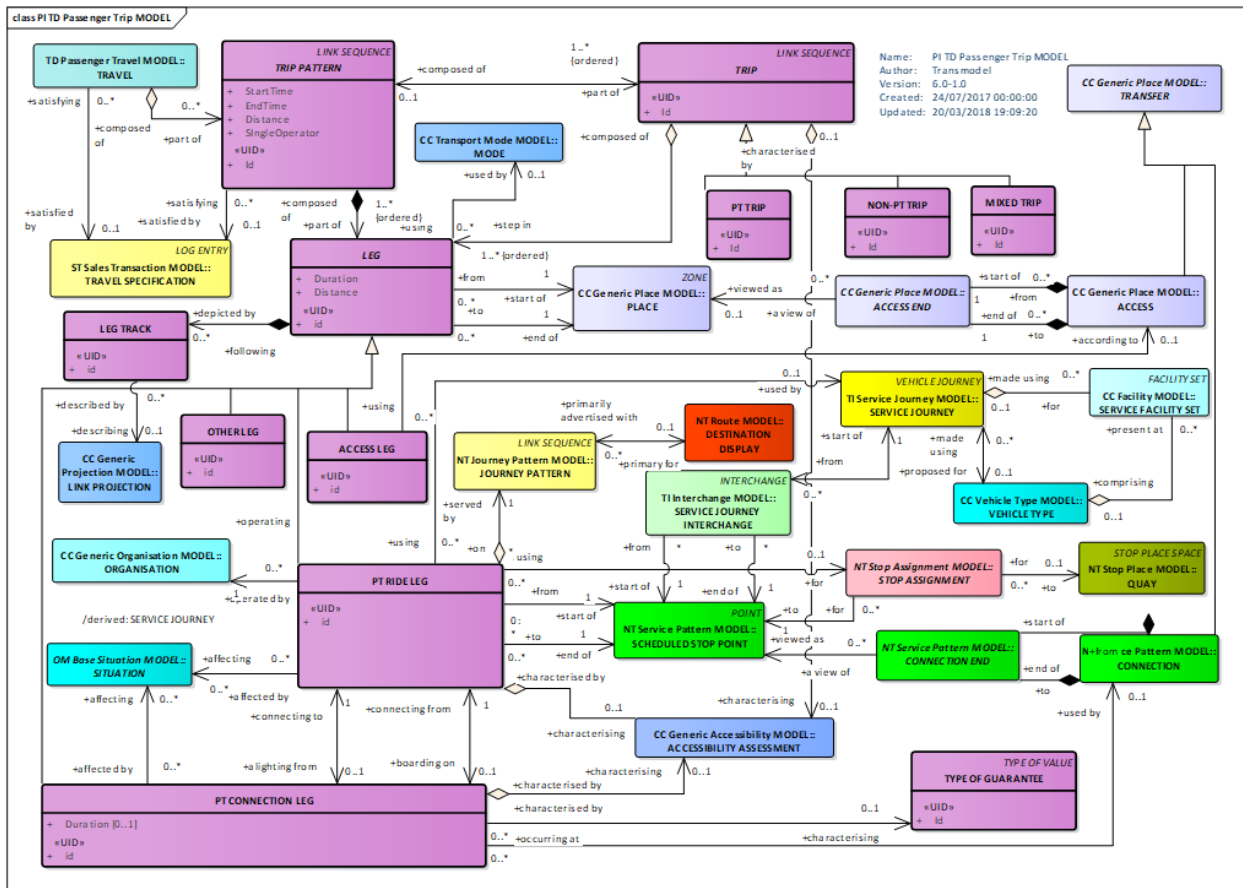 class PI TD Passenger Trip MODEL
TD Passenger Travel MODEL::
TRAVEL
LINK SEQUENCE
TRIP PATTERN
+ StartTime
+ EndTime
+ Distance
+ SIngleOperator
«UID»
+ Id
LINK SEQUENCE
TRIP
«UID»
+ Id
Name: PI TD Passenger Trip MODEL
Author: Transmodel
Version: 6.0-1.0
Created: 24/07/2017 00:00:00
Updated: 20/03/2018 19:09:20
CC Generic Place MODEL::
TRANSFER
+satisfying
0..*
+composed
of
0..*
+part of
+composed of
0..1
1..*
{ordered}
+part of
+composed of
0..1
+characterised
by
CC Transport Mode MODEL::
MODE
+used by
0..1
PT TRIP
«UID»
+ Id
NON-PT TRIP
«UID»
+ Id
MIXED TRIP
«UID»
+ Id
+satisfied
by
0..1
+satisfying
0..*
+satisfied by
0..1
+composed
of
1..*
{ordered}
+part of
+using
0..*
+step in
1..* {ordered}
LOG ENTRY
ST Sales Transaction MODEL::
TRAVEL SPECIFICATION
LEG
+ Duration
+ Distance
«UID»
+ id
+from
1
0..*
+start of
+to
1
0..*
+end of
ZONE
CC Generic Place MODEL::
PLACE
0..*
+viewed as
0..1
+a view of
CC Generic Place MODEL::
ACCESS END
+start of
0..*
1
+from
+end of
0..*
1
+to
CC Generic Place MODEL::
ACCESS
+according to
0..1
LEG TRACK
«UID»
+ id
+depicted by
0..*
+following
+described by
0..*
+describing
0..1
CC Generic
Projection MODEL::
LINK PROJECTION
OTHER LEG
«UID»
+ id
+using
0..*
ACCESS LEG
«UID»
+ id
0..1
+used by
VEHICLE JOURNEY
TI Service Journey MODEL::
SERVICE JOURNEY
+made using
0..1
+for
FACILITY SET
CC Facility MODEL::
SERVICE FACILITY SET
+present at
0..*
LINK SEQUENCE
NT Journey Pattern MODEL::
JOURNEY PATTERN
+primarily
advertised with
0..1
0..*
+primary for
NT Route MODEL::
DESTINATION
DISPLAY
+start of
1
+from
0..*
+made
using
0..*
+proposed for
0..1
CC Vehicle Type MODEL::
VEHICLE TYPE
+comprising
0..1
INTERCHANGE
TI Interchange MODEL::
SERVICE JOURNEY
INTERCHANGE
+served
by
1
+on
*
+using
0..*
+using
0..1
+for
+operating
CC Generic Organisation MODEL::
ORGANISATION
0..*
+operated by
/derived: SERVICE JOURNEY
PT RIDE LEG
«UID»
+ id
+from
*
+to
*
1
+start of
1
+end of
NT Stop Assignment MODEL::
STOP ASSIGNMENT
+for
0..1
0..*
+to
STOP PLACE SPACE
NT Stop Place MODEL::
QUAY
0..*
+from
1
0..*
+start of
+to
1
0..*
+end of
POINT
NT Service Pattern MODEL::
SCHEDULED STOP POINT
+to
1
+for
0..*
+viewed as
0..*
1
+a view of
NT Service Pattern MODEL::
CONNECTION END
+start of
+from
+end of
+to
ce Pattern MODEL::
CONNECTION
0..1
+used by
OM Base Situation MODEL::
SITUATION
+affecting
0..*
0..*
+affected by
+affecting
0..*
+affected by
0..*
+connecting to
1
+alighting from
0..1
+connecting from
1
+boarding on
0..1
+characterised by
0..1
+characterising
+characterising
0..1
CC Generic Accessibility MODEL::
ACCESSIBILITY ASSESSMENT
+characterising
0..1
+characterised by
+characterised by
PT CONNECTION LEG
+ Duration [0..1]
«UID»
+ id
0..1
0..*
+occurring at
0..*
+characterising
TYPE OF VALUE
TYPE OF GUARANTEE
«UID»
+ Id